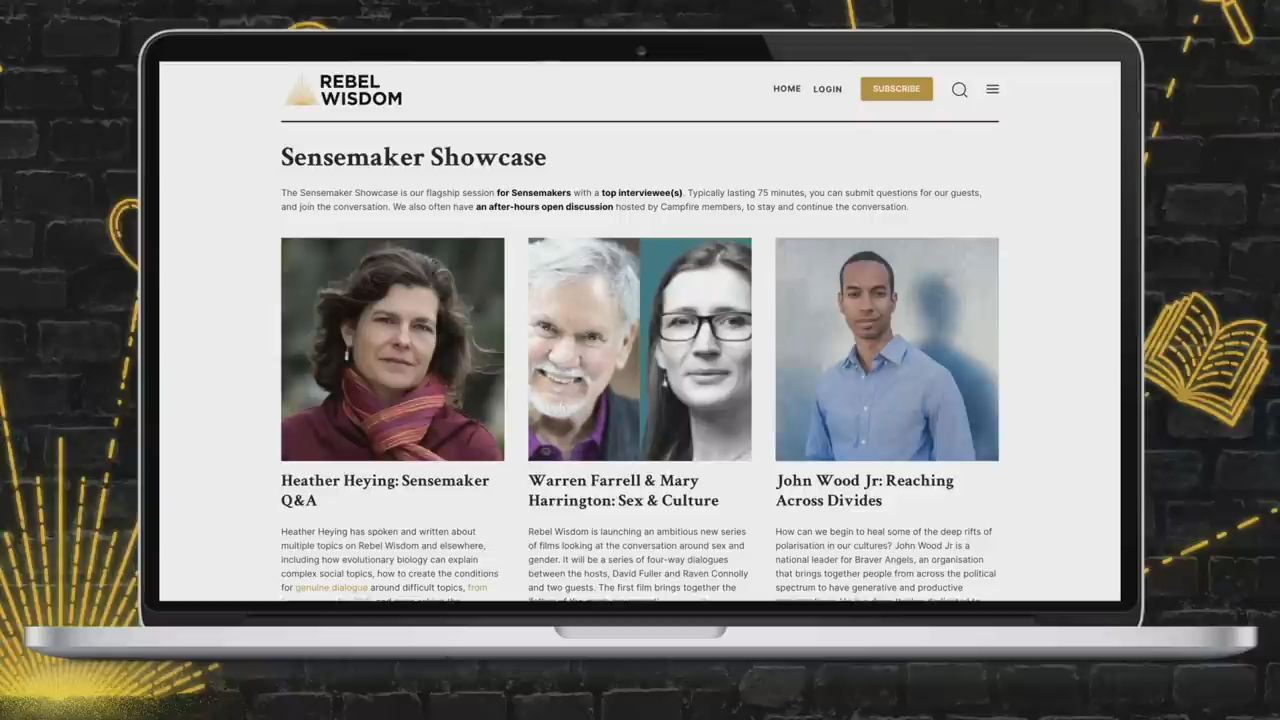 REBEL
WISDOM
HOME LOGIN SUBSCRIBE
Sensemaker Showcase
The Sensemaker Showcase is our flagship session for Sensemakers with a top interviewee(s). Typically lasting 75 minutes, you can submit questions for our guests,
and join the conversation. We also often have an after-hours open discussion hosted by Campfire members, to stay and continue the conversation.
Heather Heying: Sensemaker
Q&A
Heather Heying has spoken and written about
multiple topics on Rebel Wisdom and elsewhere,
including how evolutionary biology can explain
complex social topics, how to create the conditions
for genuine dialogue around difficult topics, from
Warren Farrell & Mary
Harrington: Sex & Culture
Rebel Wisdom is launching an ambitious new series
of films looking at the conversation around sex and
gender. It will be a series of four-way dialogues
between the hosts, David Fuller and Raven Connolly
and two guests. The first film brings together the
John Wood Jr: Reaching
Across Divides
How can we begin to heal some of the deep rifts of
polarisation in our cultures? John Wood Jr is a
national leader for Braver Angels, an organisation
that brings together people from across the political
spectrum to have generative and productive